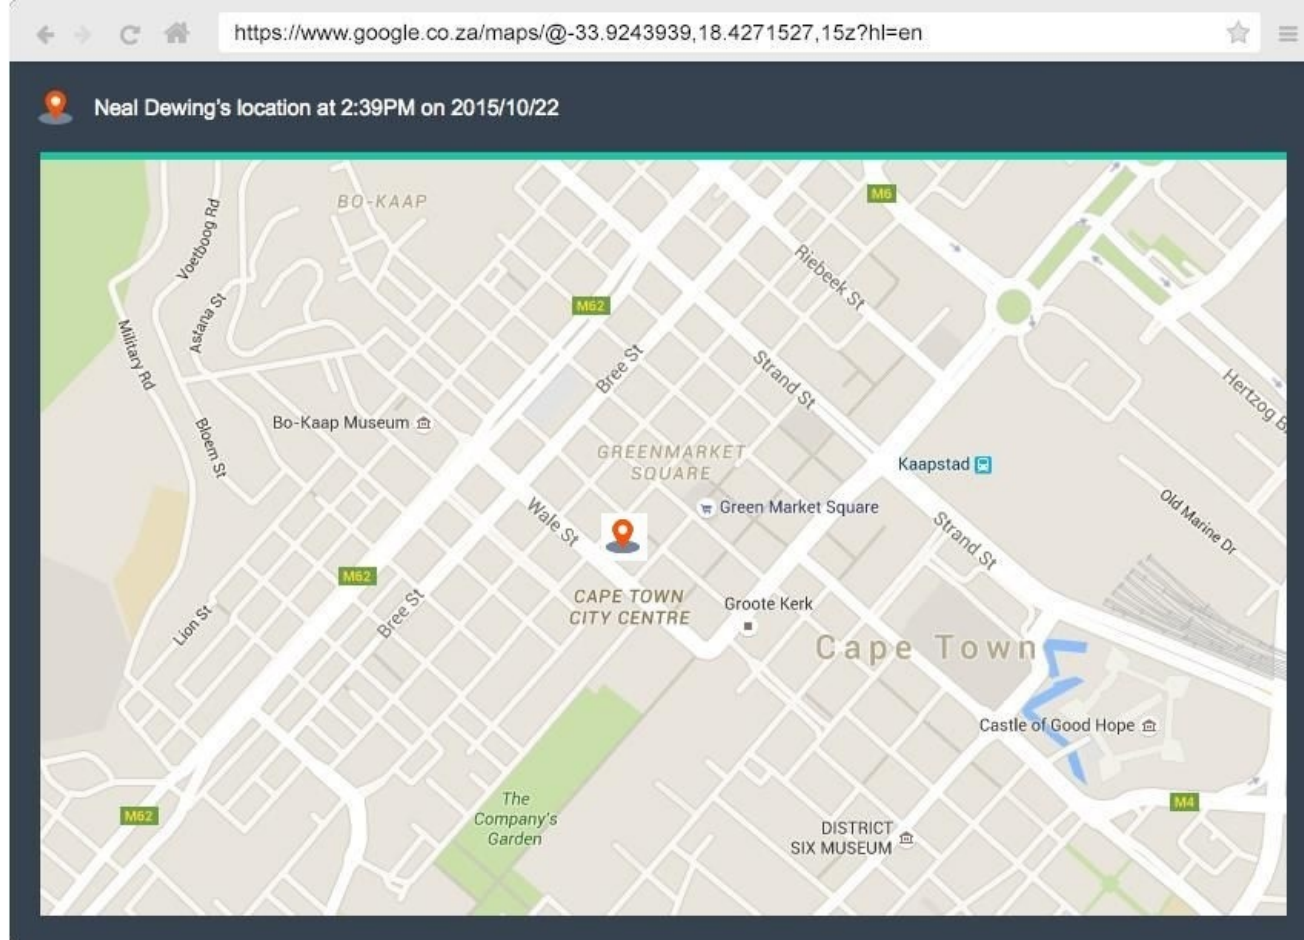 https://www.google.co.za/maps/@-33.9243939,18.4271527,15z?hl=en
Neal Dewing's location at 2:39PM on 2015/10/22
BO-KAAP
M6
Voetboog Rd
Riebeek St
Astana St
M62
Military Rd
Bree St
Strand St
Hertzog B
Bo-Kaap Museum
Bloem St
GREENMARKET
SQUARE
Kaapstad
Green Market Square
Wale St
Old Marine Dr
Strand St
M62
CAPE TOWN
CITY CENTRE
Groote Kerk
Bree St
Lion St
Cape Town
Castle of Good Hope
The
Company's
Garden
M62
M4
DISTRICT
SIX MUSEUM